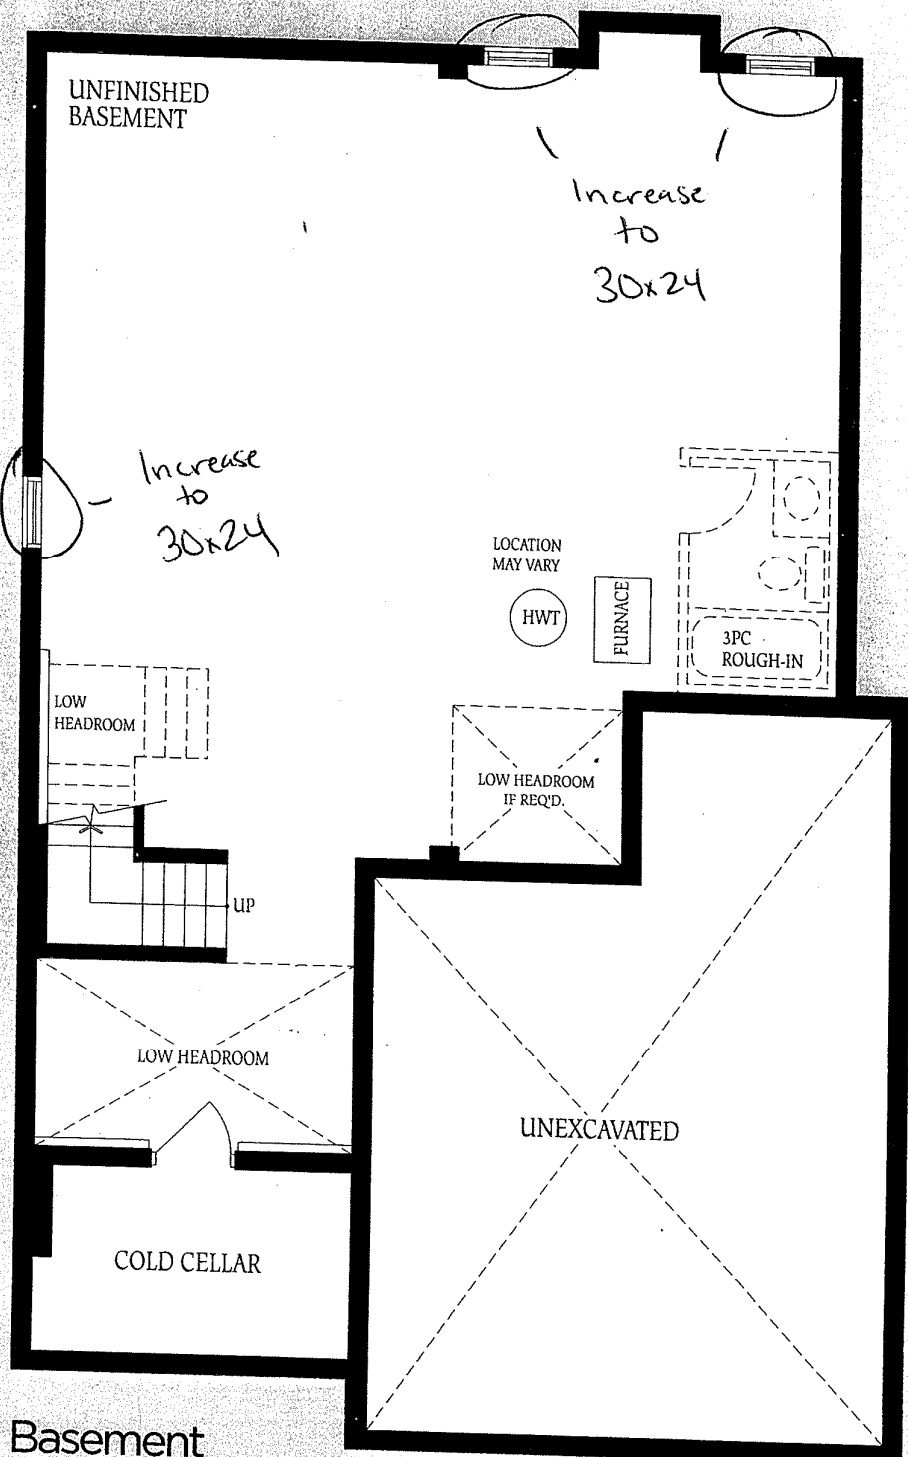 UNFINISHED
BASEMENT
Increase
to
30x24
Increase
to
30x24
LOCATION
MAY VARY
HWT
FURNACE
3PC
ROUGH-IN
LOW
HEADROOM
LOW HEADROOM
IF REQ'D.
UP
LOW HEADROOM
UNEXCAVATED
COLD CELLAR
Basement